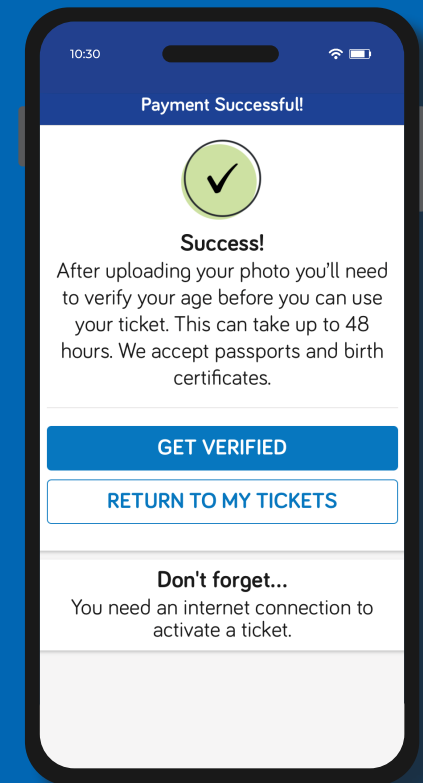 10:30
Payment Successful!
Success!
After uploading your photo you’ll need
to verify your age before you can use
your ticket. This can take up to 48
hours. We accept passports and birth
certificates.
GET VERIFIED
RETURN TO MY TICKETS
Don't forget...
You need an internet connection to
activate a ticket.